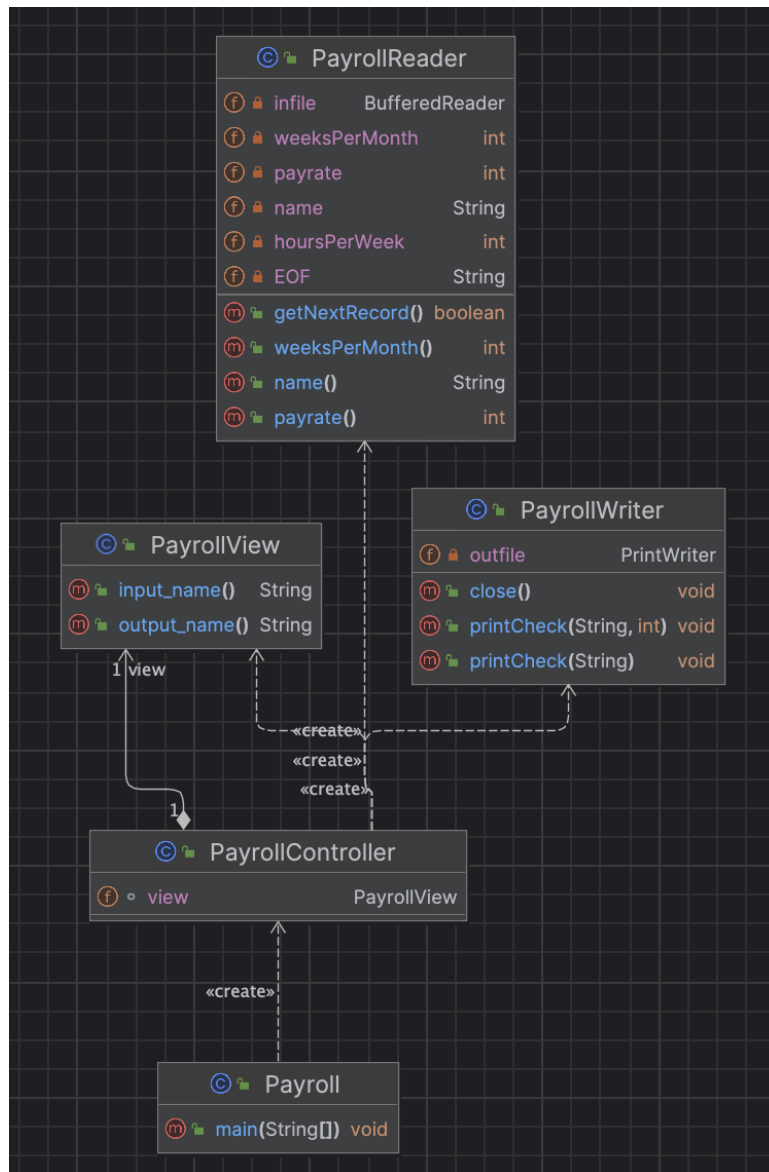 PayrollReader
infile BufferedReader
weeksPerMonth int
payrate int
name String
hoursPerWeek int
EOF String
getNextRecord() boolean
weeksPerMonth() int
name() String
payrate() int
PayrollView
input_name() String
output_name() String
PayrollWriter
outfile PrintWriter
close() void
printCheck(String, int) void
printCheck(String) void
1 view
«create»
«create»
«create»
1
PayrollController
view PayrollView
«create»
Payroll
main(String[]) void